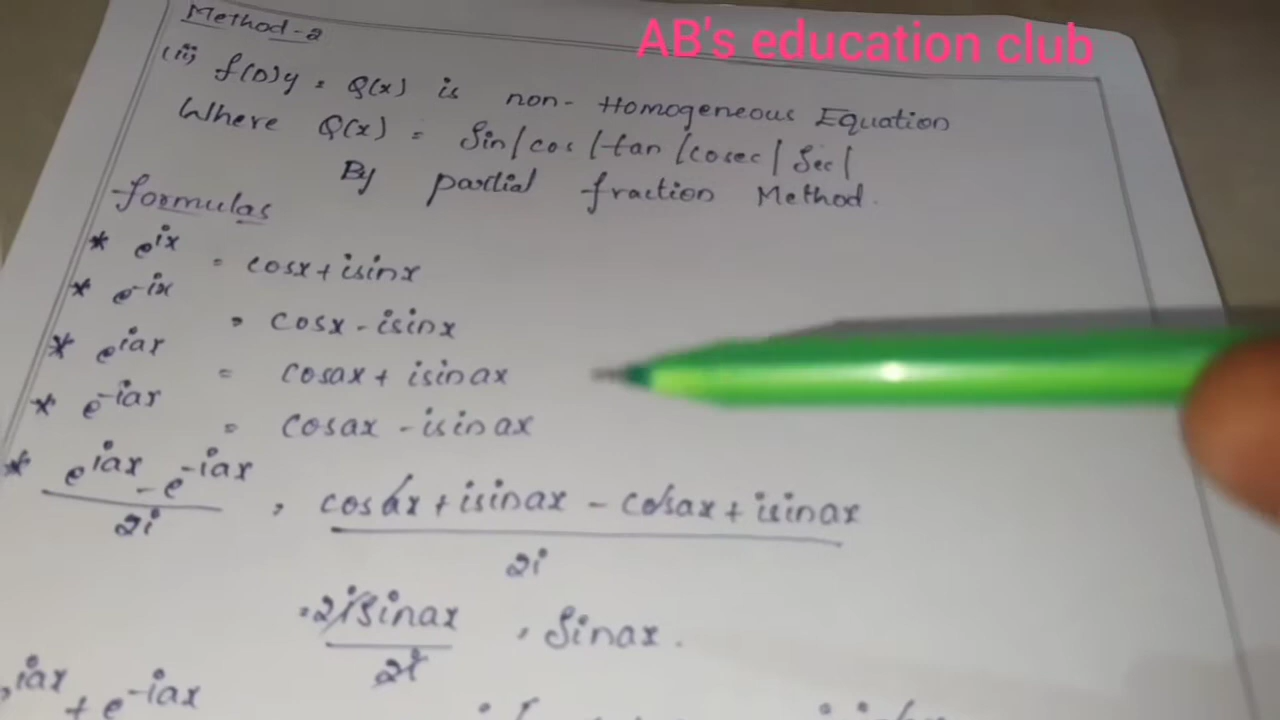 AB's education club
Method-2
(ii) f(D)y = Q(x) is non-Homogeneous Equation
Where Q(x) = Sin/cos/tan/cosec/Sec/
By partial fraction Method.
formulas
* e^ix = cosx + isinx
* e^-ix = cosx - isinx
* e^iax = cosax + isinax
* e^-iax = cosax - isinax
* (e^iax - e^-iax)/2i = (cosax + isinax - cosax + isinax)/2i
= 2isinax/2i = Sinax.
e^iax + e^-iax